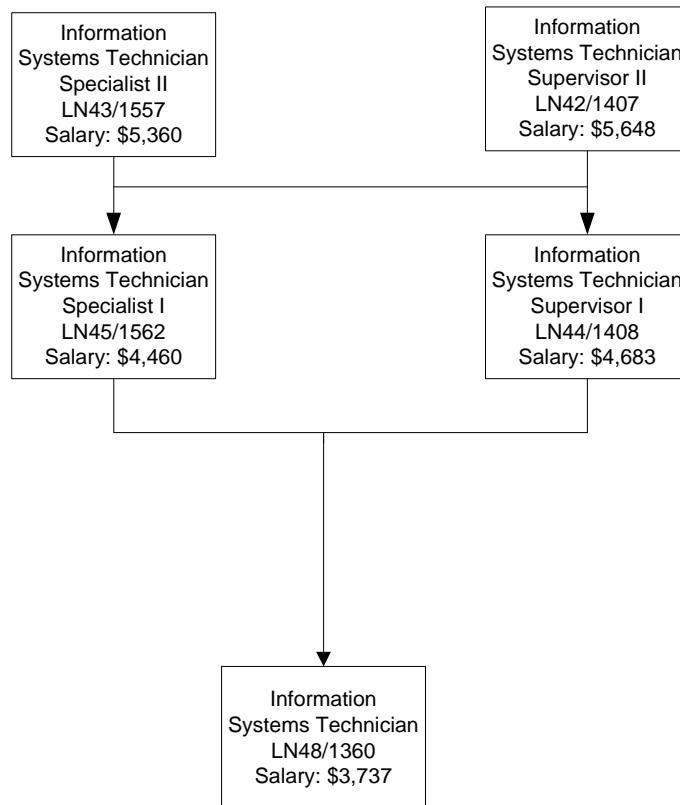 Information
Systems Technician
Specialist II
LN43/1557
Salary: $5,360
Information
Systems Technician
Supervisor II
LN42/1407
Salary: $5,648
Information
Systems Technician
Specialist I
LN45/1562
Salary: $4,460
Information
Systems Technician
Supervisor I
LN44/1408
Salary: $4,683
Information
Systems Technician
LN48/1360
Salary: $3,737